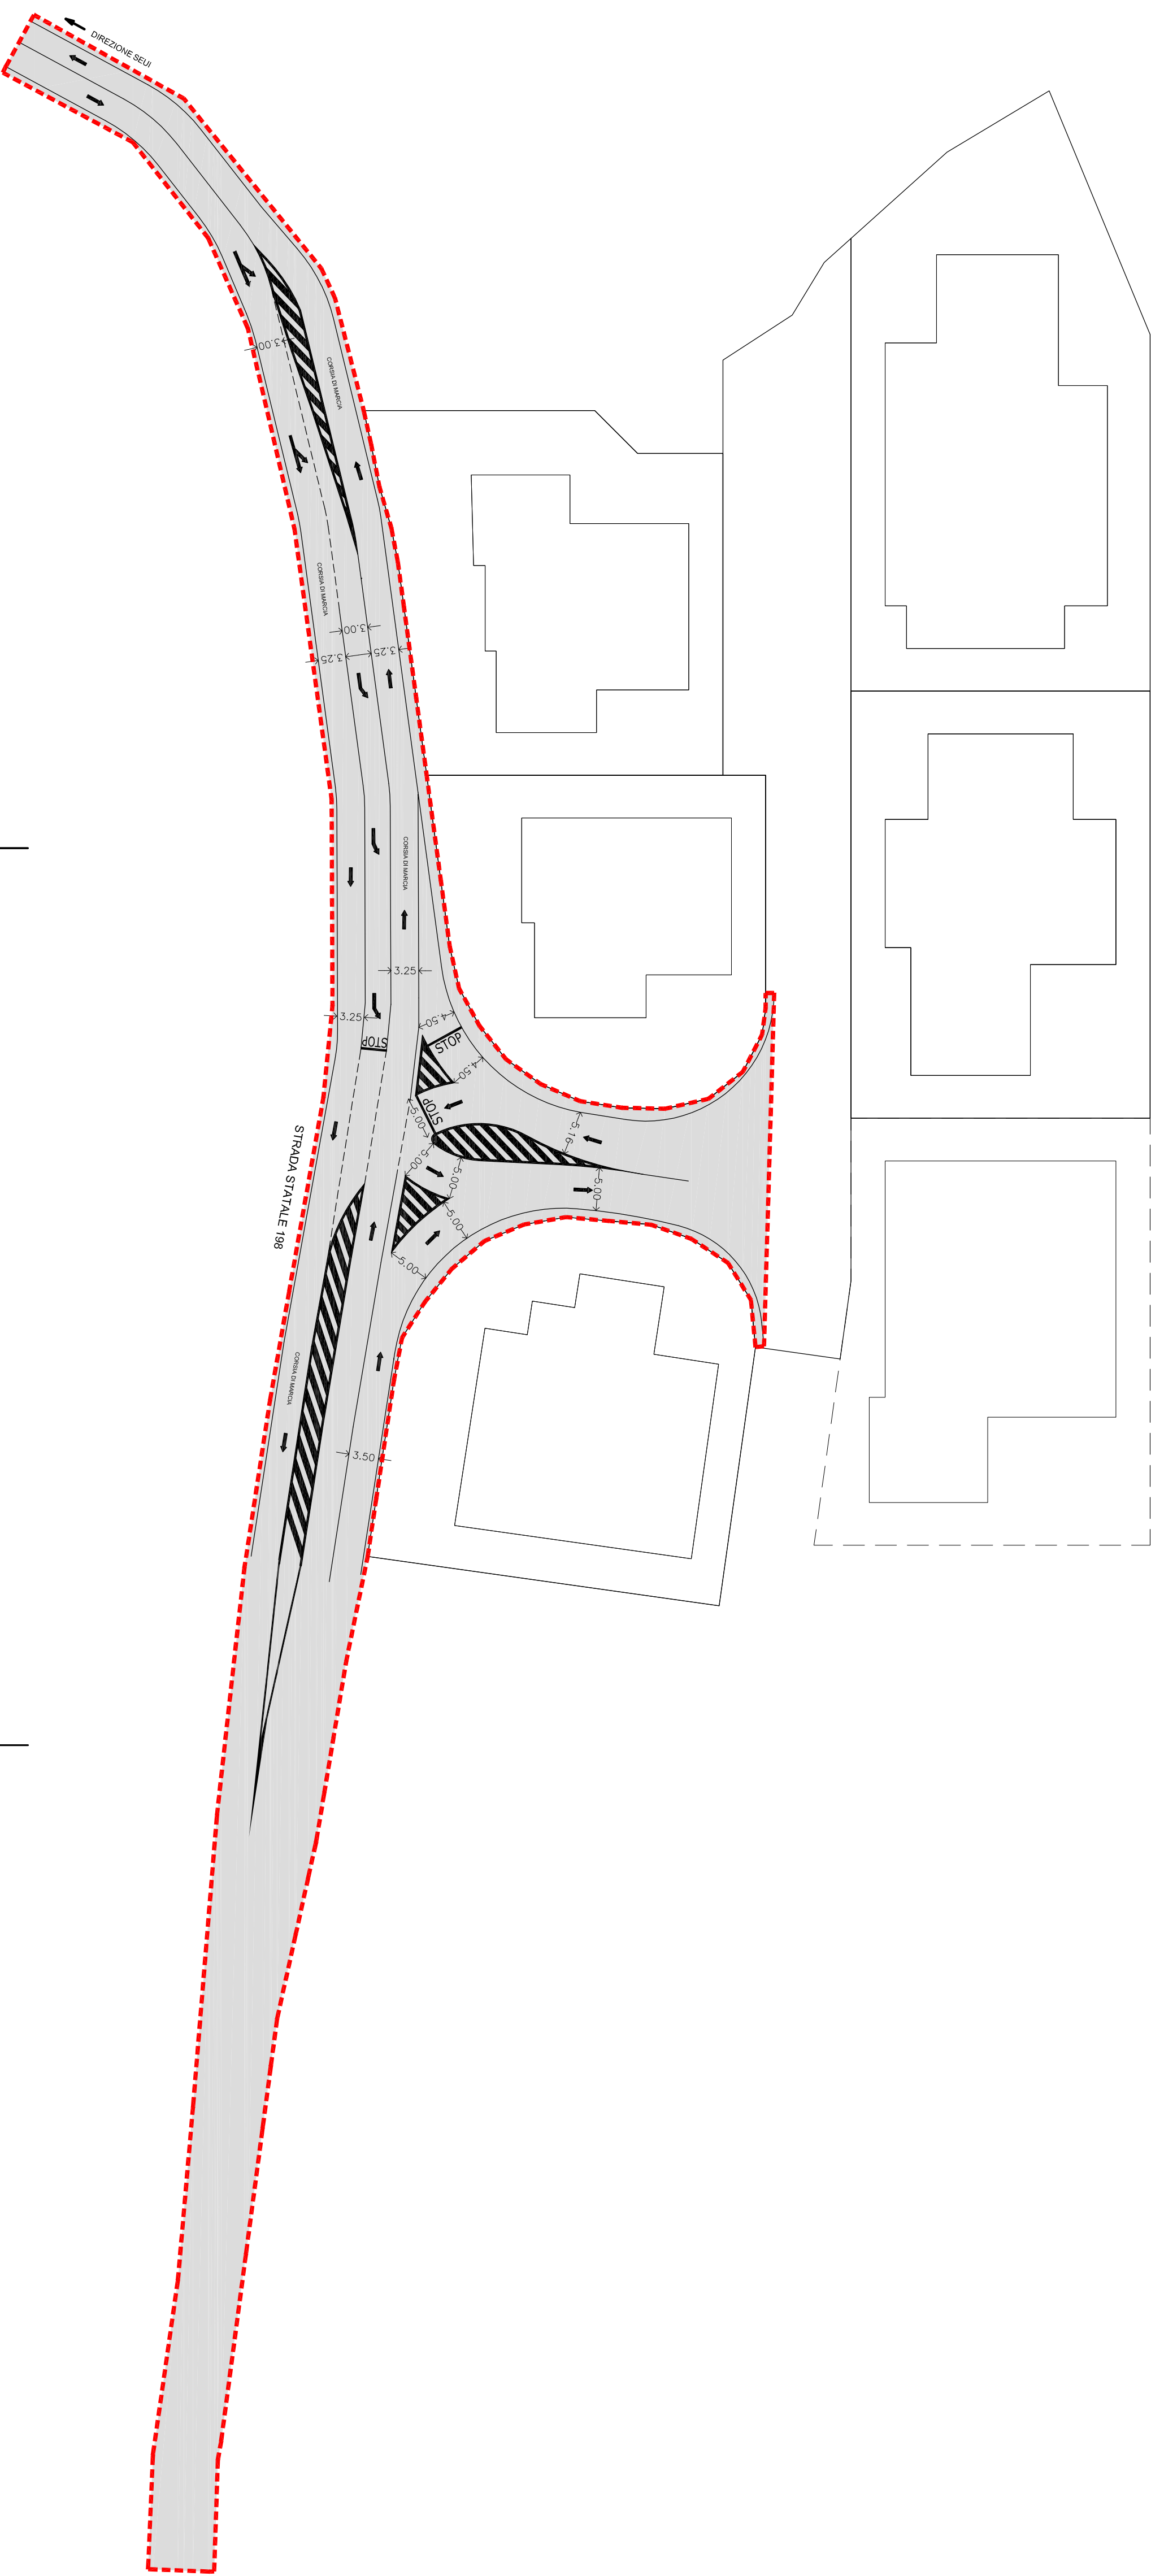 DIREZIONE SEUI
3.00
CORSIA DI MARCIA
CORSIA DI MARCIA
3.00
3.25
3.25
CORSIA DI MARCIA
3.25
3.25
STOP
4.50
STOP
4.50
5.00
STOP
5.16
5.00
5.00
5.00
5.00
5.00
STRADA STATALE 198
CORSIA DI MARCIA
3.50